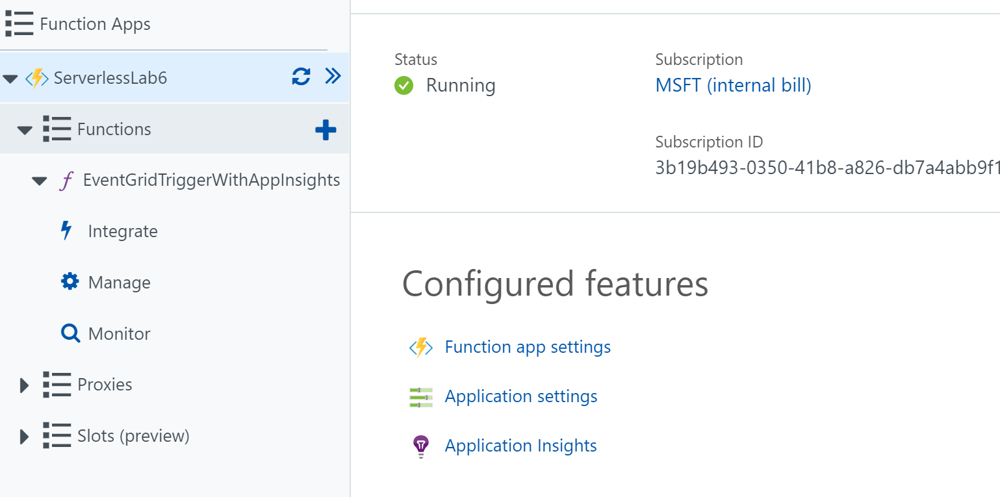 Function Apps
ServerlessLab6
Functions
EventGridTriggerWithAppInsights
Integrate
Manage
Monitor
Proxies
Slots (preview)
Status
Running
Subscription
MSFT (internal bill)
Subscription ID
3b19b493-0350-41b8-a826-db7a4abb9f1
Configured features
Function app settings
Application settings
Application Insights